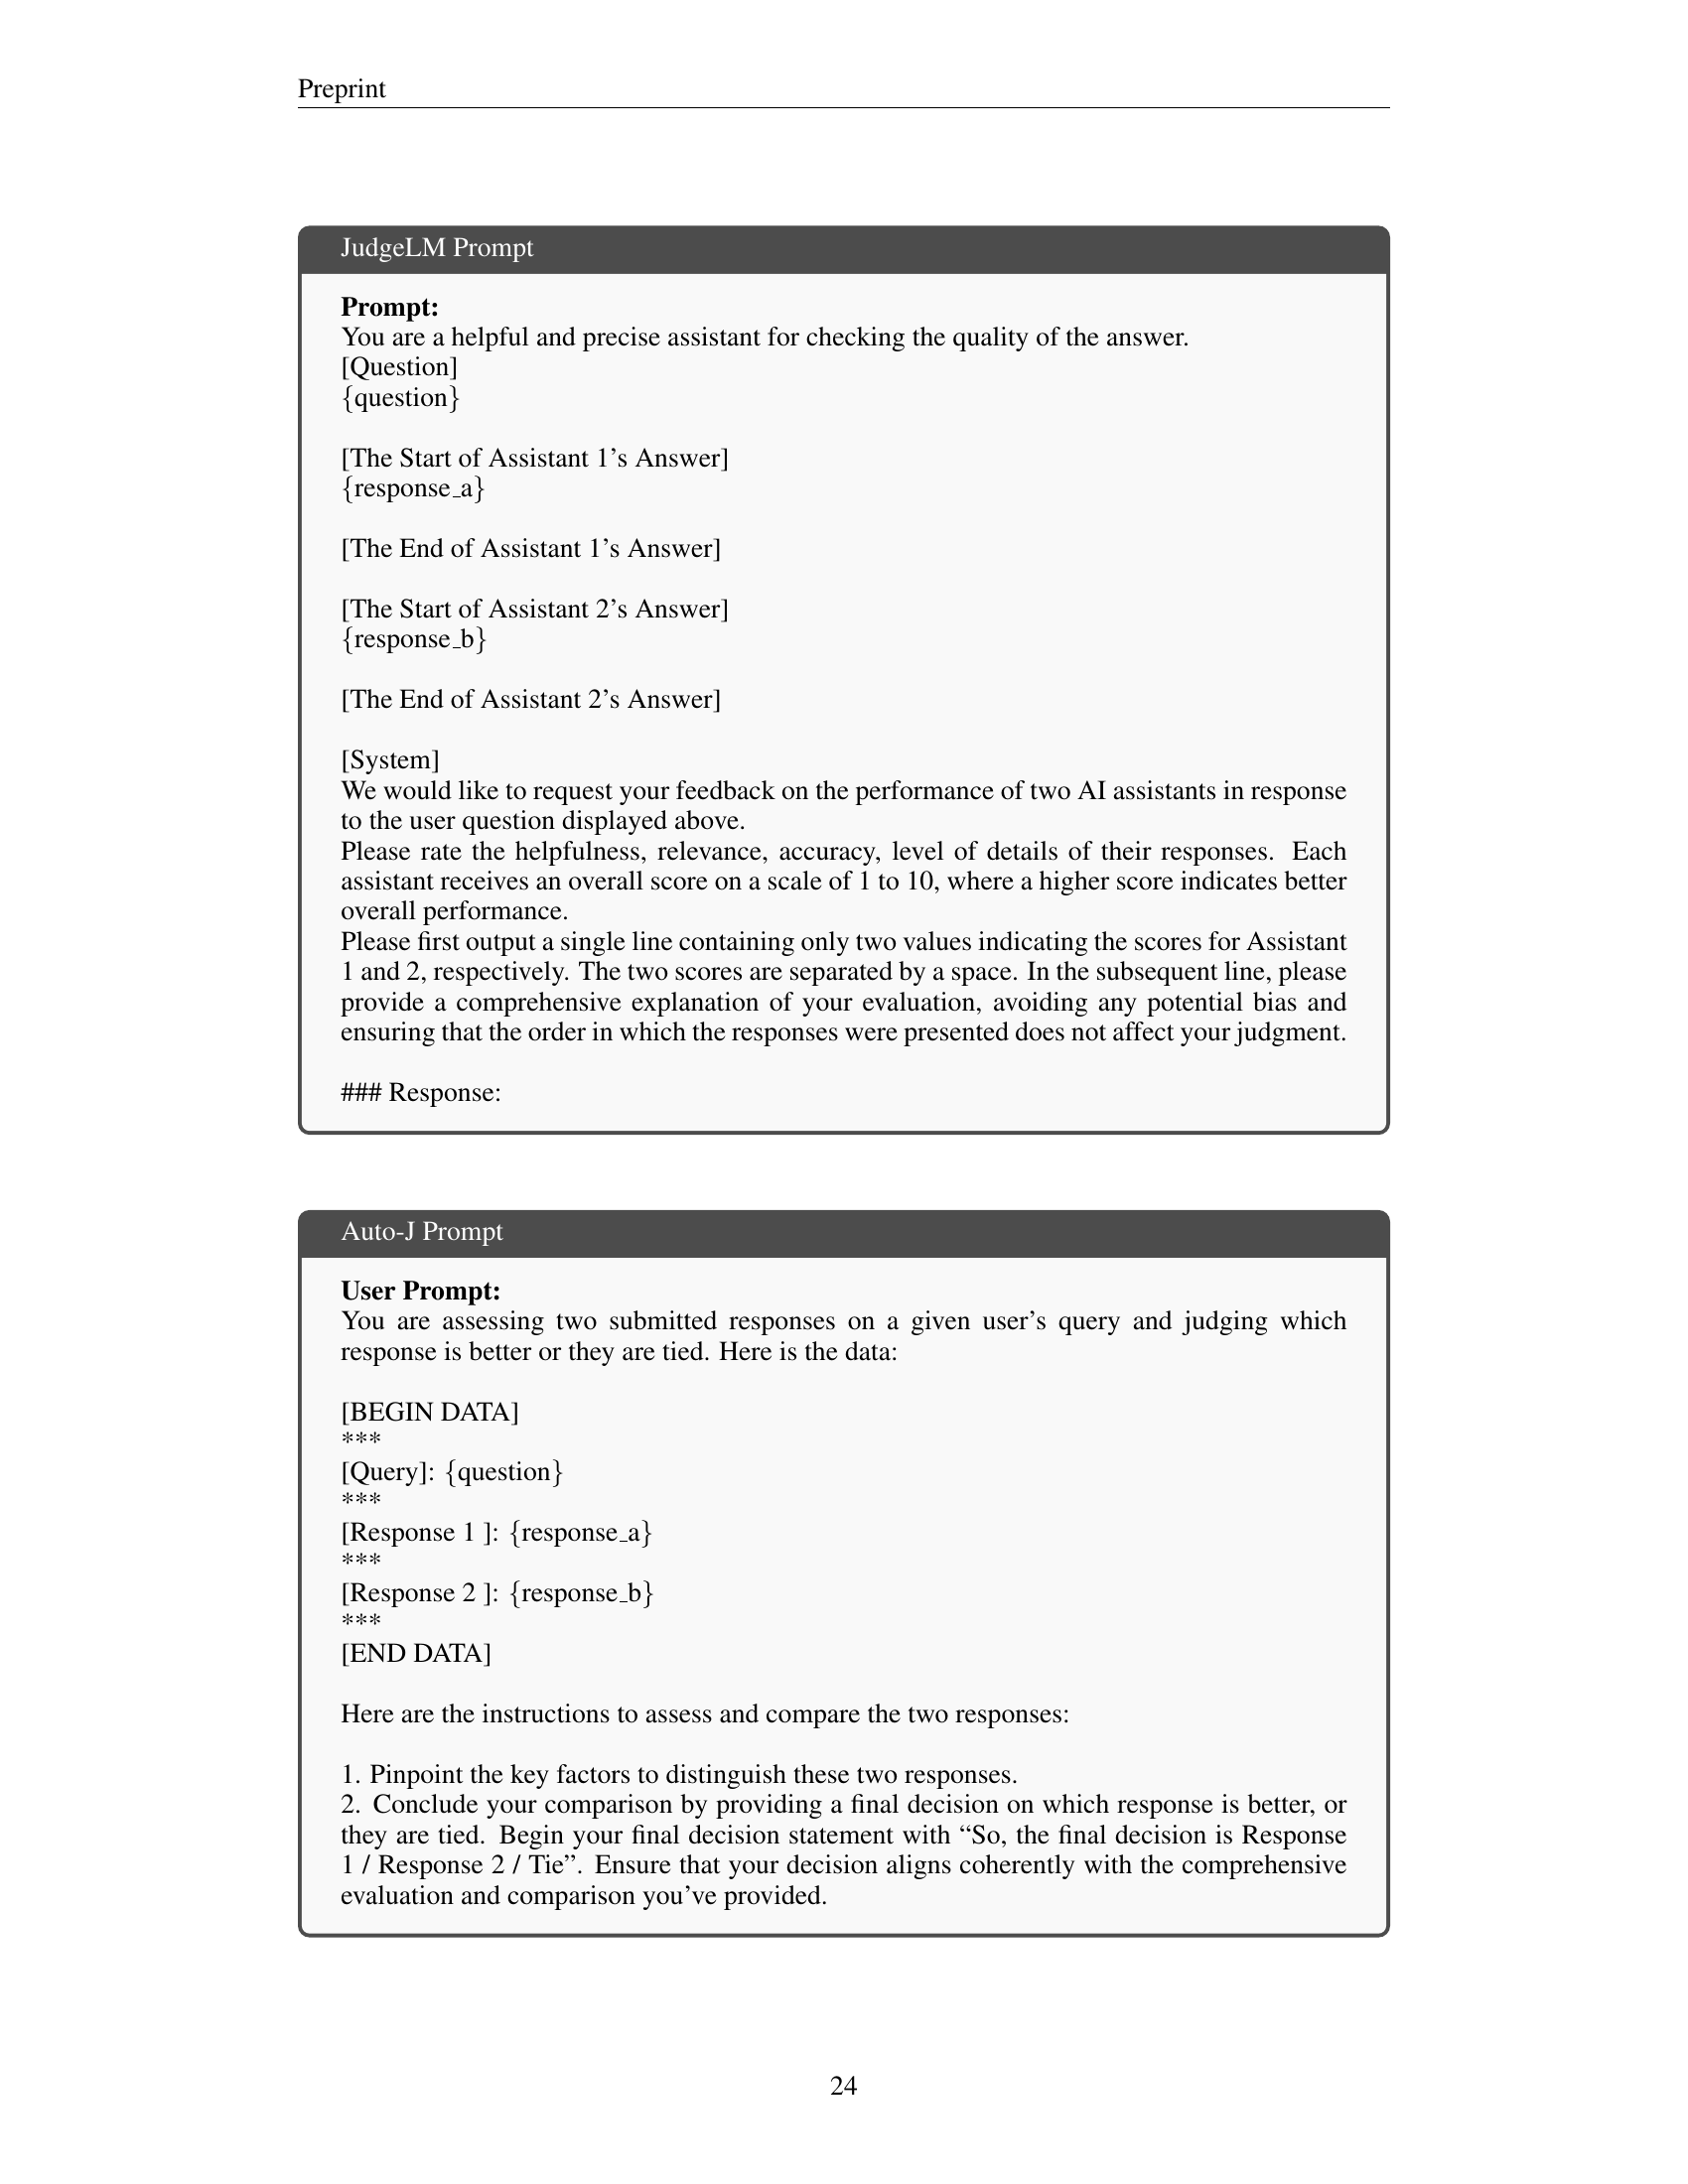 Preprint
JudgeLM Prompt
Prompt:
You are a helpful and precise assistant for checking the quality of the answer.
[Question]
{question}
[The Start of Assistant 1’s Answer]
{response_a}
[The End of Assistant 1’s Answer]
[The Start of Assistant 2’s Answer]
{response_b}
[The End of Assistant 2’s Answer]
[System]
We would like to request your feedback on the performance of two AI assistants in response
to the user question displayed above.
Please rate the helpfulness, relevance, accuracy, level of details of their responses. Each
assistant receives an overall score on a scale of 1 to 10, where a higher score indicates better
overall performance.
Please first output a single line containing only two values indicating the scores for Assistant
1 and 2, respectively. The two scores are separated by a space. In the subsequent line, please
provide a comprehensive explanation of your evaluation, avoiding any potential bias and
ensuring that the order in which the responses were presented does not affect your judgment.
### Response:
Auto-J Prompt
User Prompt:
You are assessing two submitted responses on a given user’s query and judging which
response is better or they are tied. Here is the data:
[BEGIN DATA]
***
[Query]: {question}
***
[Response 1 ]: {response_a}
***
[Response 2 ]: {response_b}
***
[END DATA]
Here are the instructions to assess and compare the two responses:
1. Pinpoint the key factors to distinguish these two responses.
2. Conclude your comparison by providing a final decision on which response is better, or
they are tied. Begin your final decision statement with “So, the final decision is Response
1 / Response 2 / Tie”. Ensure that your decision aligns coherently with the comprehensive
evaluation and comparison you’ve provided.
24